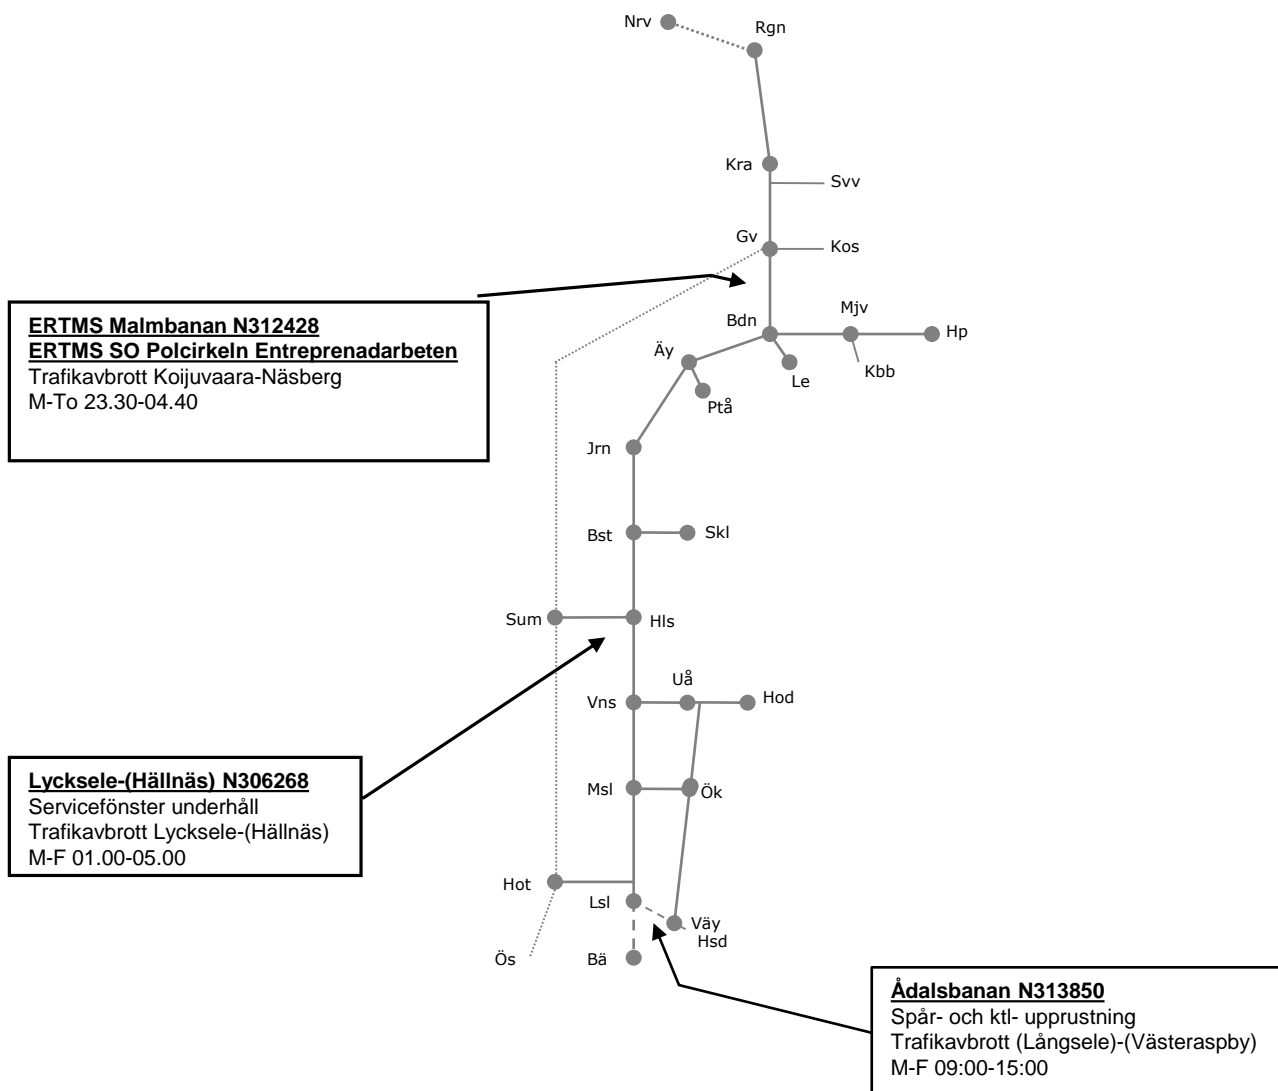 Nrv
Rgn
Kra
Svv
Gv
Kos
ERTMS Malmbanan N312428
ERTMS SO Polcirkeln Entreprenadarbeten
Trafikavbrott Koijuvaara-Näsberg
M-To 23.30-04.40
Bdn
Mjv
Hp
Äy
Le
Kbb
Ptå
Jrn
Bst
Skl
Sum
Hls
Uå
Vns
Hod
Lycksele-(Hällnäs) N306268
Servicefönster underhåll
Trafikavbrott Lycksele-(Hällnäs)
M-F 01.00-05.00
Msl
Ök
Hot
Lsl
Väy
Hsd
Ös
Bä
Ådalsbanan N313850
Spår- och ktl- upprustning
Trafikavbrott (Långsele)-(Västeraspby)
M-F 09:00-15:00